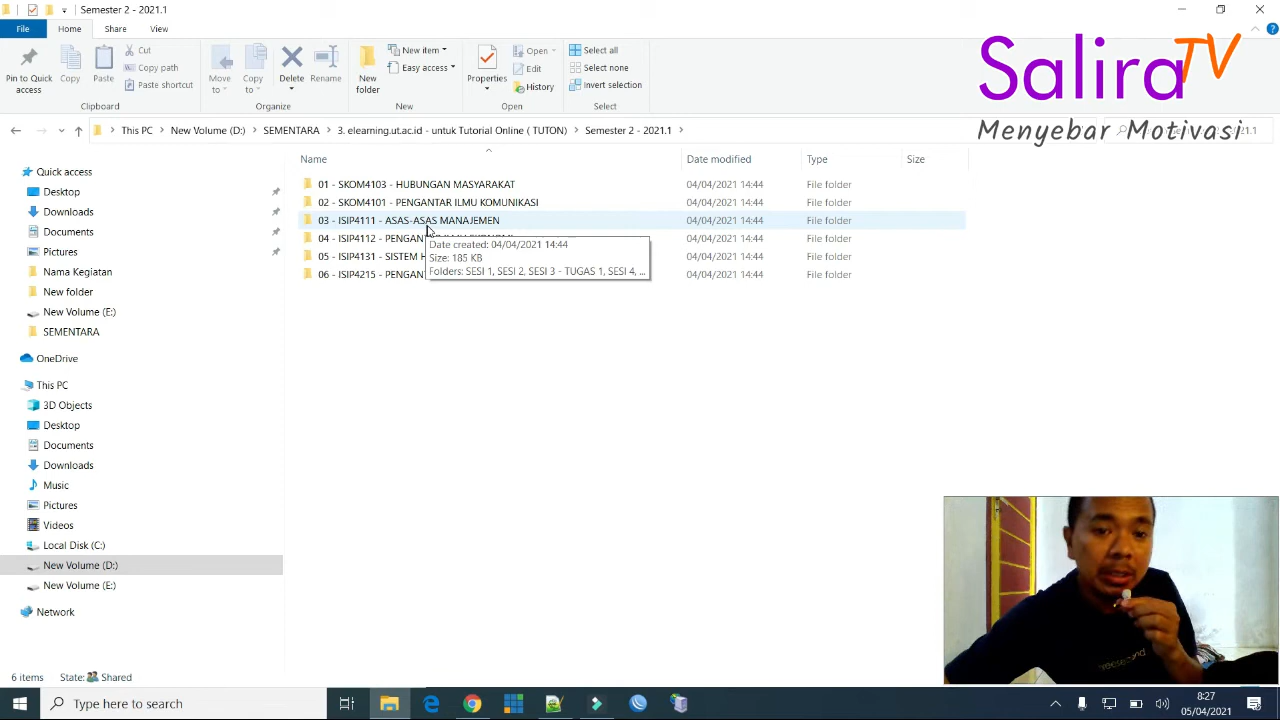 Semester 2 - 2021.1
File Home Share View
Pin to Quick access
Copy
Paste
Cut
Copy path
Paste shortcut
Clipboard
Move to
Copy to
Delete
Rename
Organize
New folder
New item
Easy access
New
Properties
Open
Edit
History
Open
Select all
Select none
Invert selection
Select
Salira TV
Menyebar Motivasi
This PC > New Volume (D:) > SEMENTARA > 3. elearning.ut.ac.id - untuk Tutorial Online ( TUTON) > Semester 2 - 2021.1 >
Name Date modified Type Size
01 - SKOM4103 - HUBUNGAN MASYARAKAT 04/04/2021 14:44 File folder
02 - SKOM4101 - PENGANTAR ILMU KOMUNIKASI 04/04/2021 14:44 File folder
03 - ISIP4111 - ASAS-ASAS MANAJEMEN 04/04/2021 14:44 File folder
04 - ISIP4112 - PENGAN 04/04/2021 14:44 File folder
05 - ISIP4131 - SISTEM H 04/04/2021 14:44 File folder
06 - ISIP4215 - PENGAN 04/04/2021 14:44 File folder
Date created: 04/04/2021 14:44
Size: 185 KB
Folders: SESI 1, SESI 2, SESI 3 - TUGAS 1, SESI 4, ...
Quick access
Desktop
Downloads
Documents
Pictures
Nama Kegiatan
New folder
New Volume (E:)
SEMENTARA
OneDrive
This PC
3D Objects
Desktop
Documents
Downloads
Music
Pictures
Videos
Local Disk (C:)
New Volume (D:)
New Volume (E:)
Network
6 items State: Shared
Type here to search
8:27
05/04/2021